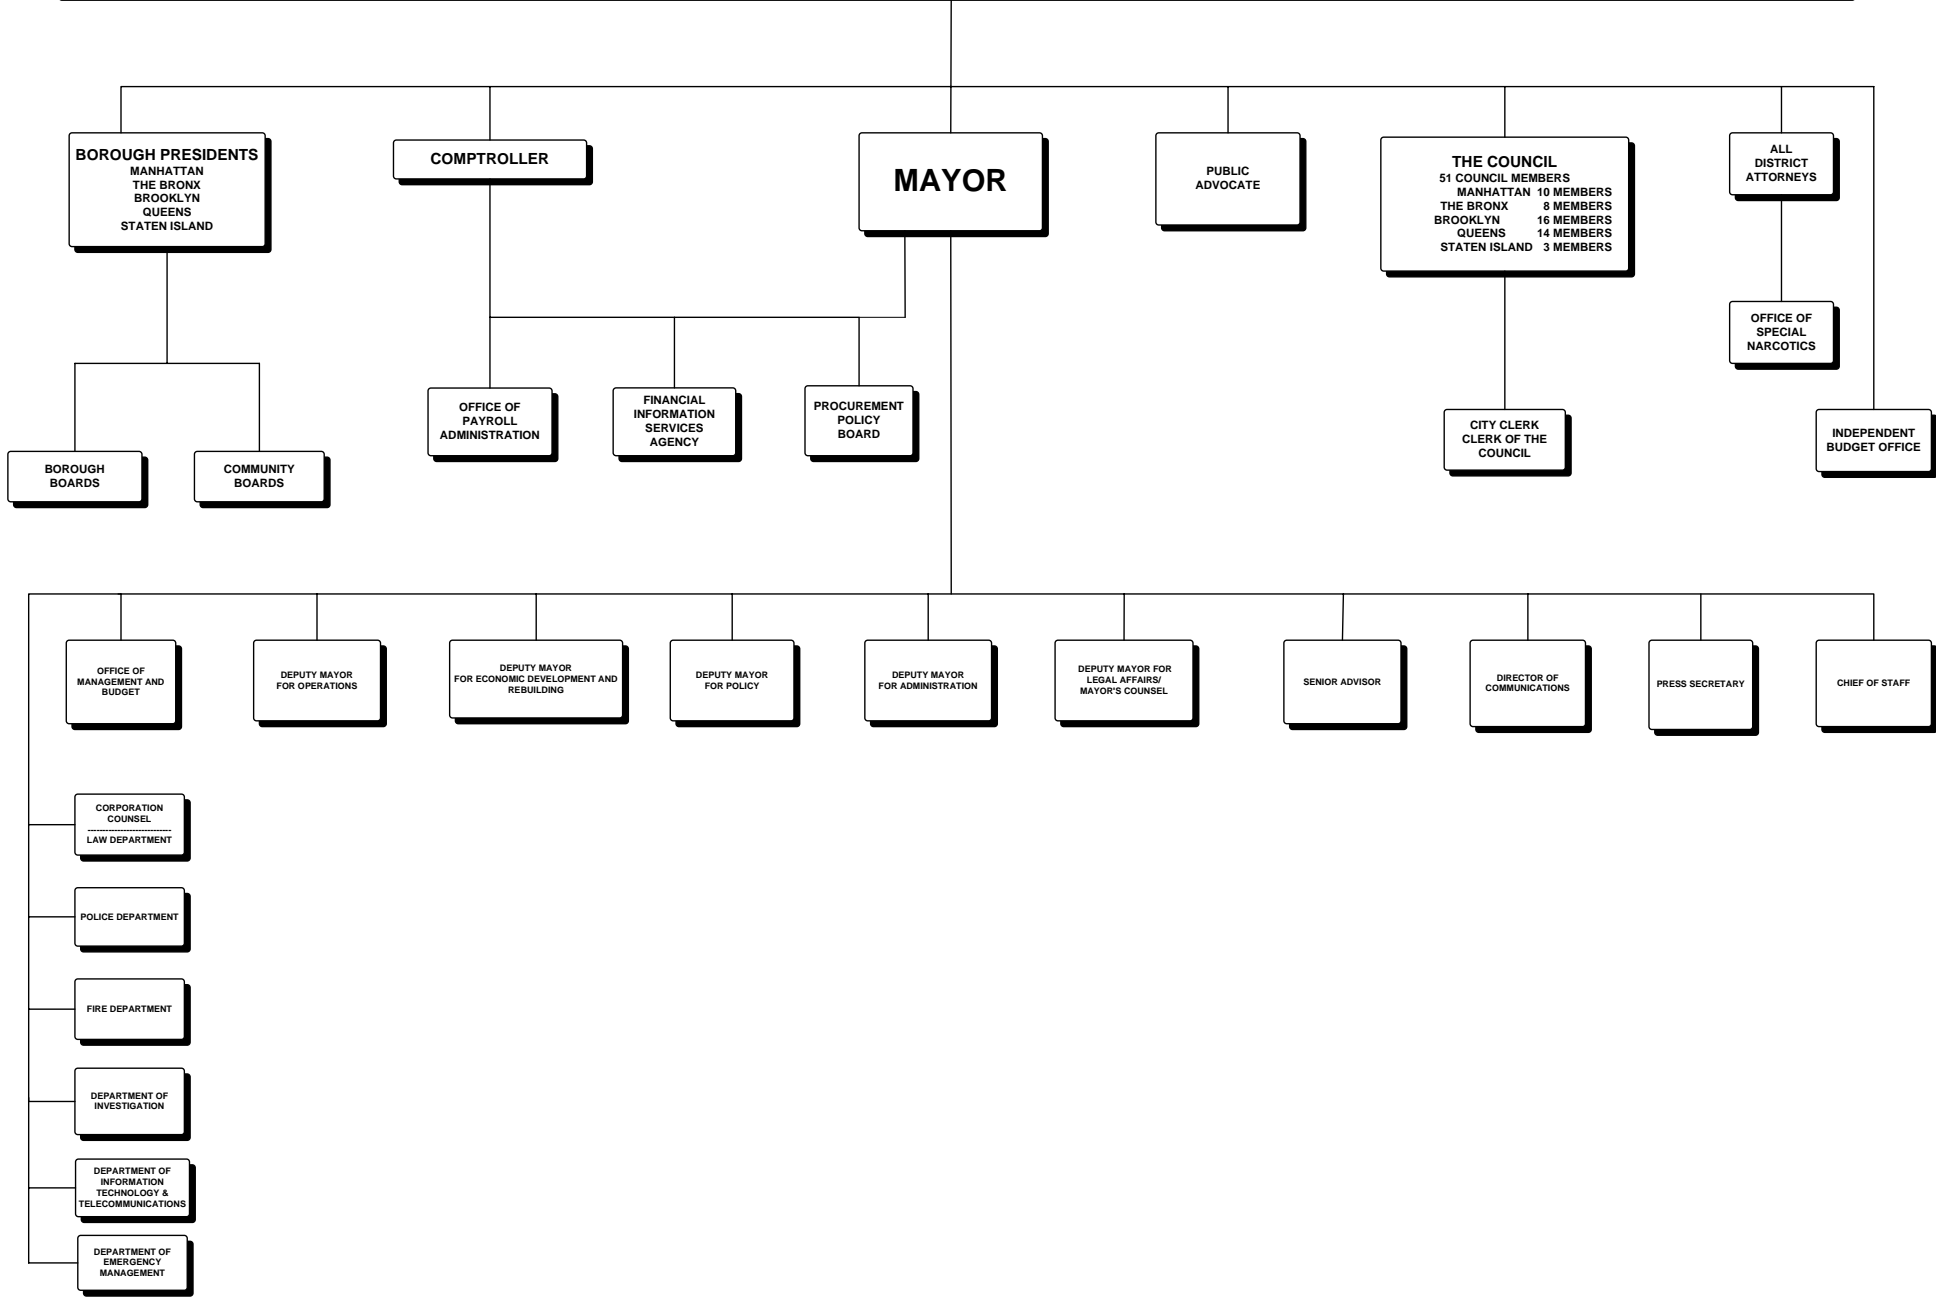 BOROUGH PRESIDENTS
MANHATTAN
THE BRONX
BROOKLYN
QUEENS
STATEN ISLAND
COMPTROLLER
MAYOR
PUBLIC
ADVOCATE
THE COUNCIL
51 COUNCIL MEMBERS
MANHATTAN 10 MEMBERS
THE BRONX 8 MEMBERS
BROOKLYN 16 MEMBERS
QUEENS 14 MEMBERS
STATEN ISLAND 3 MEMBERS
ALL
DISTRICT
ATTORNEYS
OFFICE OF
SPECIAL
NARCOTICS
BOROUGH
BOARDS
COMMUNITY
BOARDS
OFFICE OF
PAYROLL
ADMINISTRATION
FINANCIAL
INFORMATION
SERVICES
AGENCY
PROCUREMENT
POLICY
BOARD
CITY CLERK
CLERK OF THE
COUNCIL
INDEPENDENT
BUDGET OFFICE
OFFICE OF
MANAGEMENT AND
BUDGET
DEPUTY MAYOR
FOR OPERATIONS
DEPUTY MAYOR
FOR ECONOMIC DEVELOPMENT AND
REBUILDING
DEPUTY MAYOR
FOR POLICY
DEPUTY MAYOR
FOR ADMINISTRATION
DEPUTY MAYOR FOR
LEGAL AFFAIRS/
MAYOR'S COUNSEL
SENIOR ADVISOR
DIRECTOR OF
COMMUNICATIONS
PRESS SECRETARY
CHIEF OF STAFF
CORPORATION
COUNSEL
----------------------------
LAW DEPARTMENT
POLICE DEPARTMENT
FIRE DEPARTMENT
DEPARTMENT OF
INVESTIGATION
DEPARTMENT OF
INFORMATION
TECHNOLOGY &
TELECOMMUNICATIONS
DEPARTMENT OF
EMERGENCY
MANAGEMENT